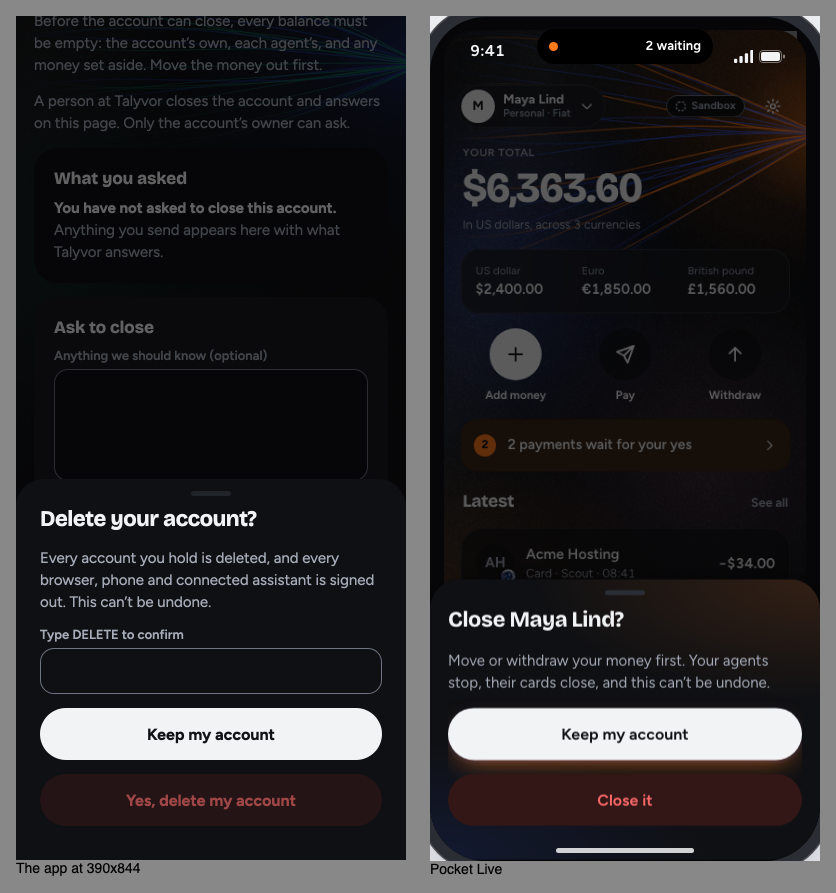 Before the account can close, every balance must
be empty: the account’s own, each agent’s, and any
money set aside. Move the money out first.
A person at Talyvor closes the account and answers
on this page. Only the account’s owner can ask.
What you asked
You have not asked to close this account.
Anything you send appears here with what
Talyvor answers.
Ask to close
Anything we should know (optional)
Delete your account?
Every account you hold is deleted, and every
browser, phone and connected assistant is signed
out. This can’t be undone.
Type DELETE to confirm
Keep my account
Yes, delete my account
The app at 390x844
9:41
2 waiting
M
Maya Lind
Personal · Fiat
Sandbox
YOUR TOTAL
$6,363.60
In US dollars, across 3 currencies
US dollar
$2,400.00
Euro
€1,850.00
British pound
£1,560.00
Add money
Pay
Withdraw
2
2 payments wait for your yes
Latest
See all
AH
Acme Hosting
Card · Scout · 08:41
−$34.00
Close Maya Lind?
Move or withdraw your money first. Your agents
stop, their cards close, and this can’t be undone.
Keep my account
Close it
Pocket Live